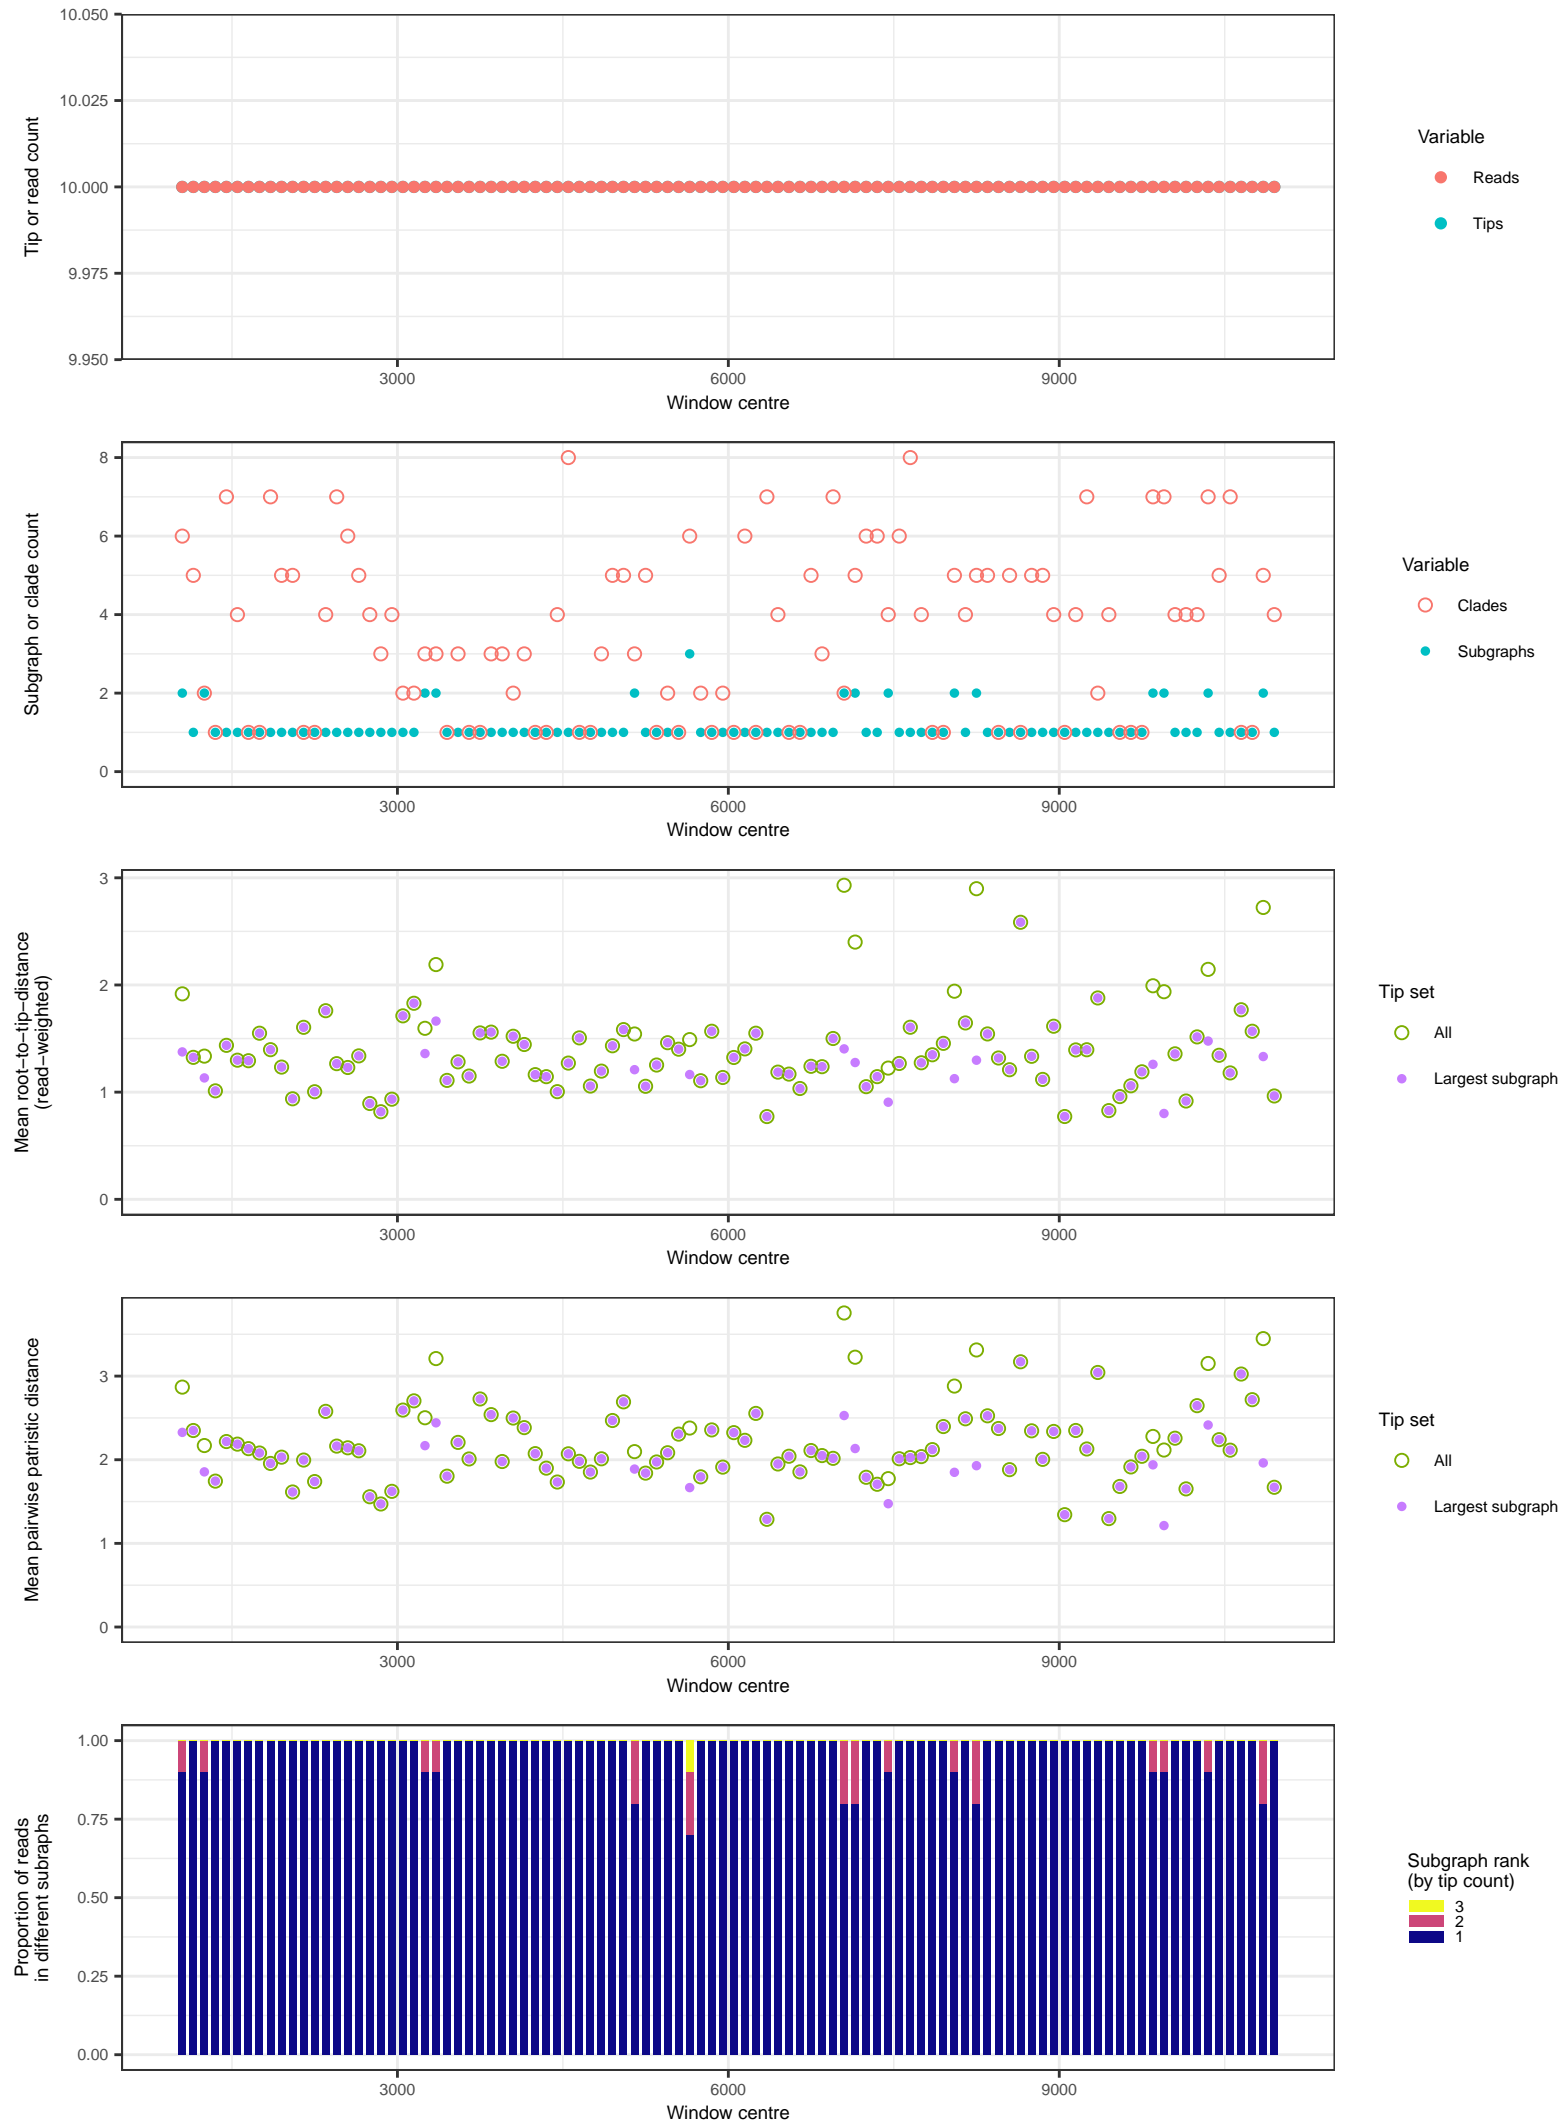 10.050
10.025
10.000
9.975
9.950
Tip or read count
3000 6000 9000
Window centre
Variable
Reads
Tips
8
6
4
2
0
Subgraph or clade count
3000 6000 9000
Window centre
Variable
Clades
Subgraphs
3
2
1
0
Mean root−to−tip−distance
(read−weighted)
3000 6000 9000
Window centre
Tip set
All
Largest subgraph
3
2
1
0
Mean pairwise patristic distance
3000 6000 9000
Window centre
Tip set
All
Largest subgraph
1.00
0.75
0.50
0.25
0.00
Proportion of reads
in different subraphs
3000 6000 9000
Window centre
Subgraph rank
(by tip count)
3
2
1